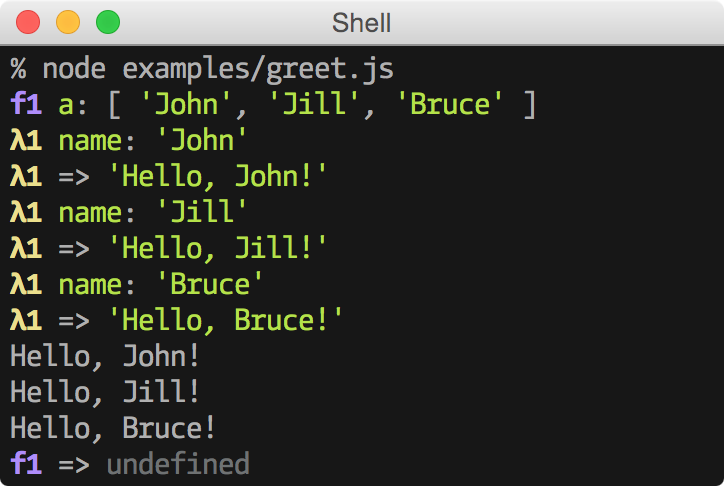 Shell
% node examples/greet.js
f1 a: [ 'John', 'Jill', 'Bruce' ]
λ1 name: 'John'
λ1 => 'Hello, John!'
λ1 name: 'Jill'
λ1 => 'Hello, Jill!'
λ1 name: 'Bruce'
λ1 => 'Hello, Bruce!'
Hello, John!
Hello, Jill!
Hello, Bruce!
f1 => undefined